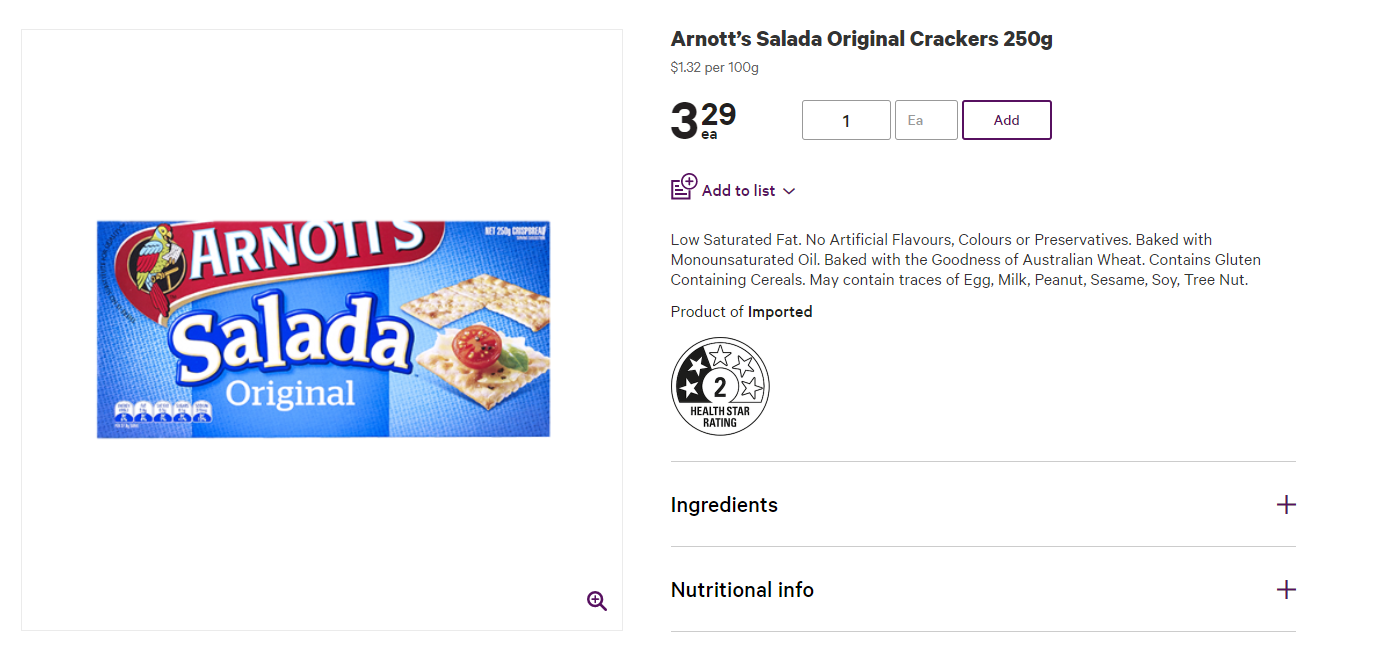 Arnott's Salada Original Crackers 250g
$1.32 per 100g
3 29
ea
1
Ea
Add
Add to list
Low Saturated Fat. No Artificial Flavours, Colours or Preservatives. Baked with
Monounsaturated Oil. Baked with the Goodness of Australian Wheat. Contains Gluten
Containing Cereals. May contain traces of Egg, Milk, Peanut, Sesame, Soy, Tree Nut.
Product of Imported
2
HEALTH STAR
RATING
Ingredients
Nutritional info
ARNOTT'S
NET 250g CRISPBREAD
Salada
Original